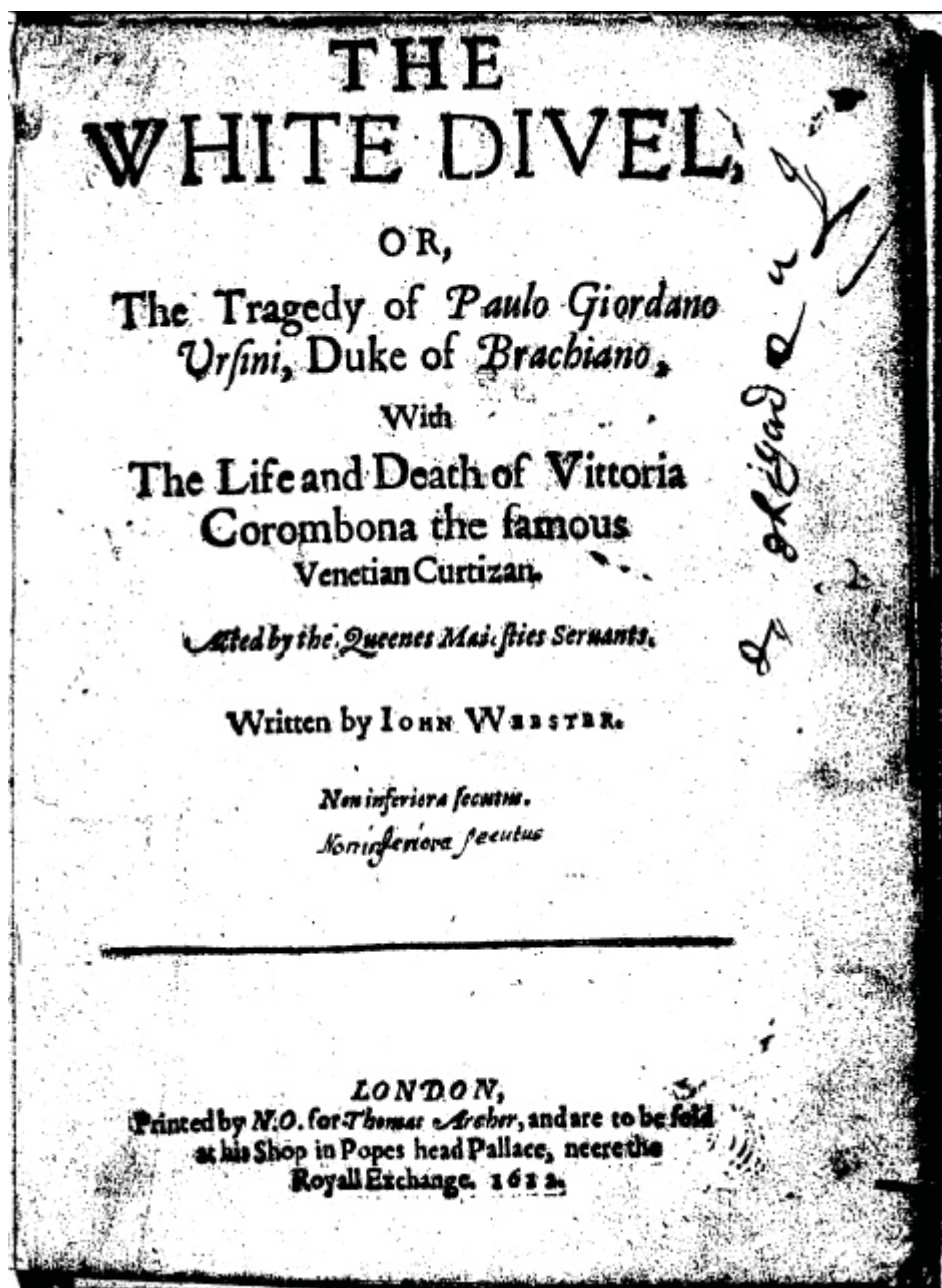 THE
WHITE DIVEL,
OR,
The Tragedy of Paulo Giordano
Vrſini, Duke of Brachiano,
With
The Life and Death of Vittoria
Corombona the famous
Venetian Curtizan.
Acted by the Queenes Maieſties Seruants.
Written by IOHN WEBSTER.
Non inferiora ſecutus.
Non inferiora ſecutus
LONDON,
Printed by N.O. for Thomas Archer, and are to be ſold
at his Shop in Popes head Pallace, neere the
Royall Exchange. 1612.